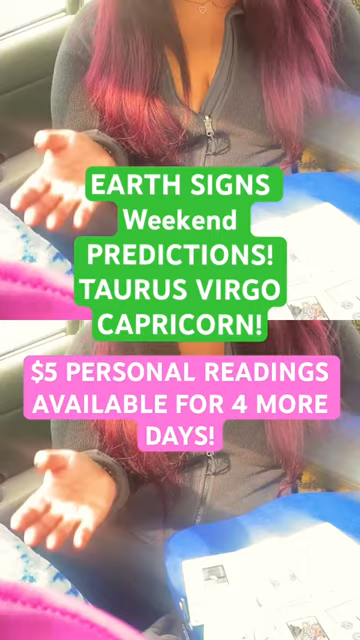 EARTH SIGNS
Weekend
PREDICTIONS!
TAURUS VIRGO
CAPRICORN!
$5 PERSONAL READINGS
AVAILABLE FOR 4 MORE
DAYS!